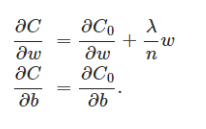 ∂C/∂w = ∂C₀/∂w + λ/n w
∂C/∂b = ∂C₀/∂b.